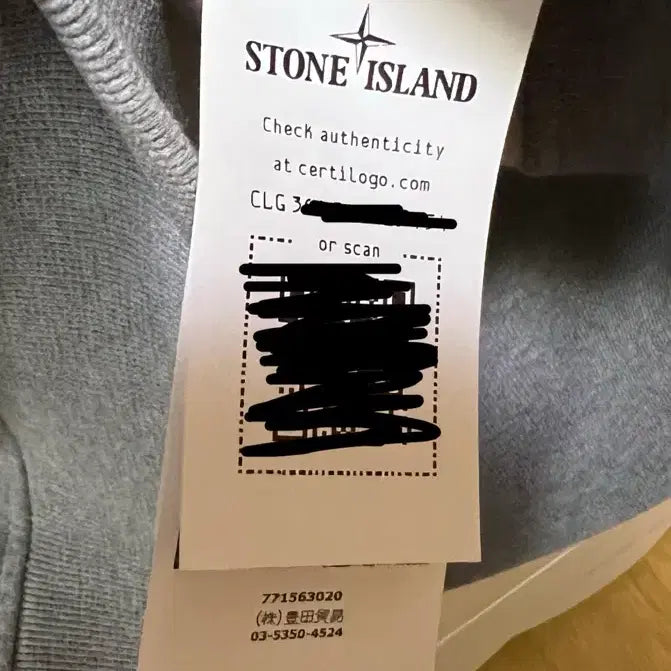 STONE ISLAND
Check authenticity
at certilogo.com
CLG 3
or scan
771563020
(株)豊田貿易
03-5350-4524